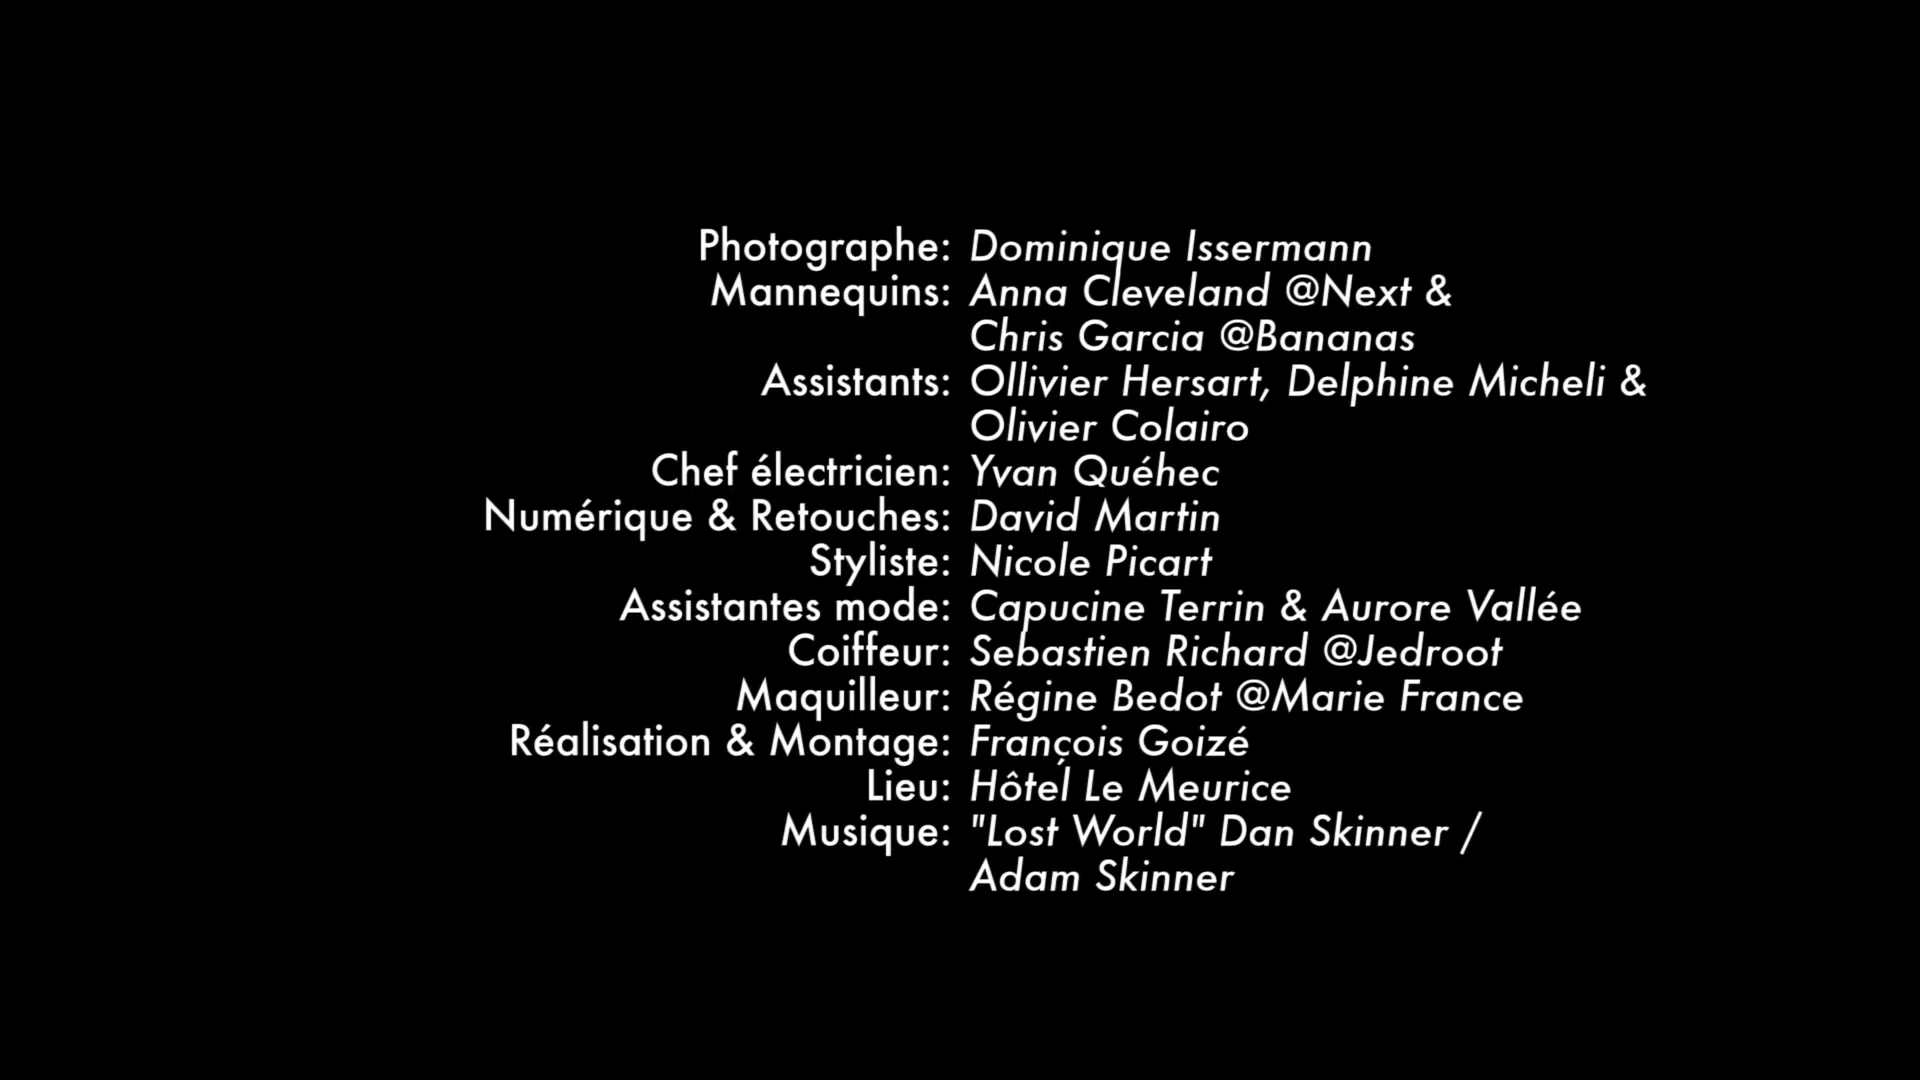 Photographe: Dominique Issermann
Mannequins: Anna Cleveland @Next &
Chris Garcia @Bananas
Assistants: Ollivier Hersart, Delphine Micheli &
Olivier Colairo
Chef électricien: Yvan Québec
Numérique & Retouches: David Martin
Styliste: Nicole Picart
Assistantes mode: Capucine Terrin & Aurore Vallée
Coiffeur: Sebastien Richard @Jedroot
Maquilleur: Régine Bedot @Marie France
Réalisation & Montage: François Goizé
Lieu: Hôtel Le Meurice
Musique: "Lost World" Dan Skinner /
Adam Skinner